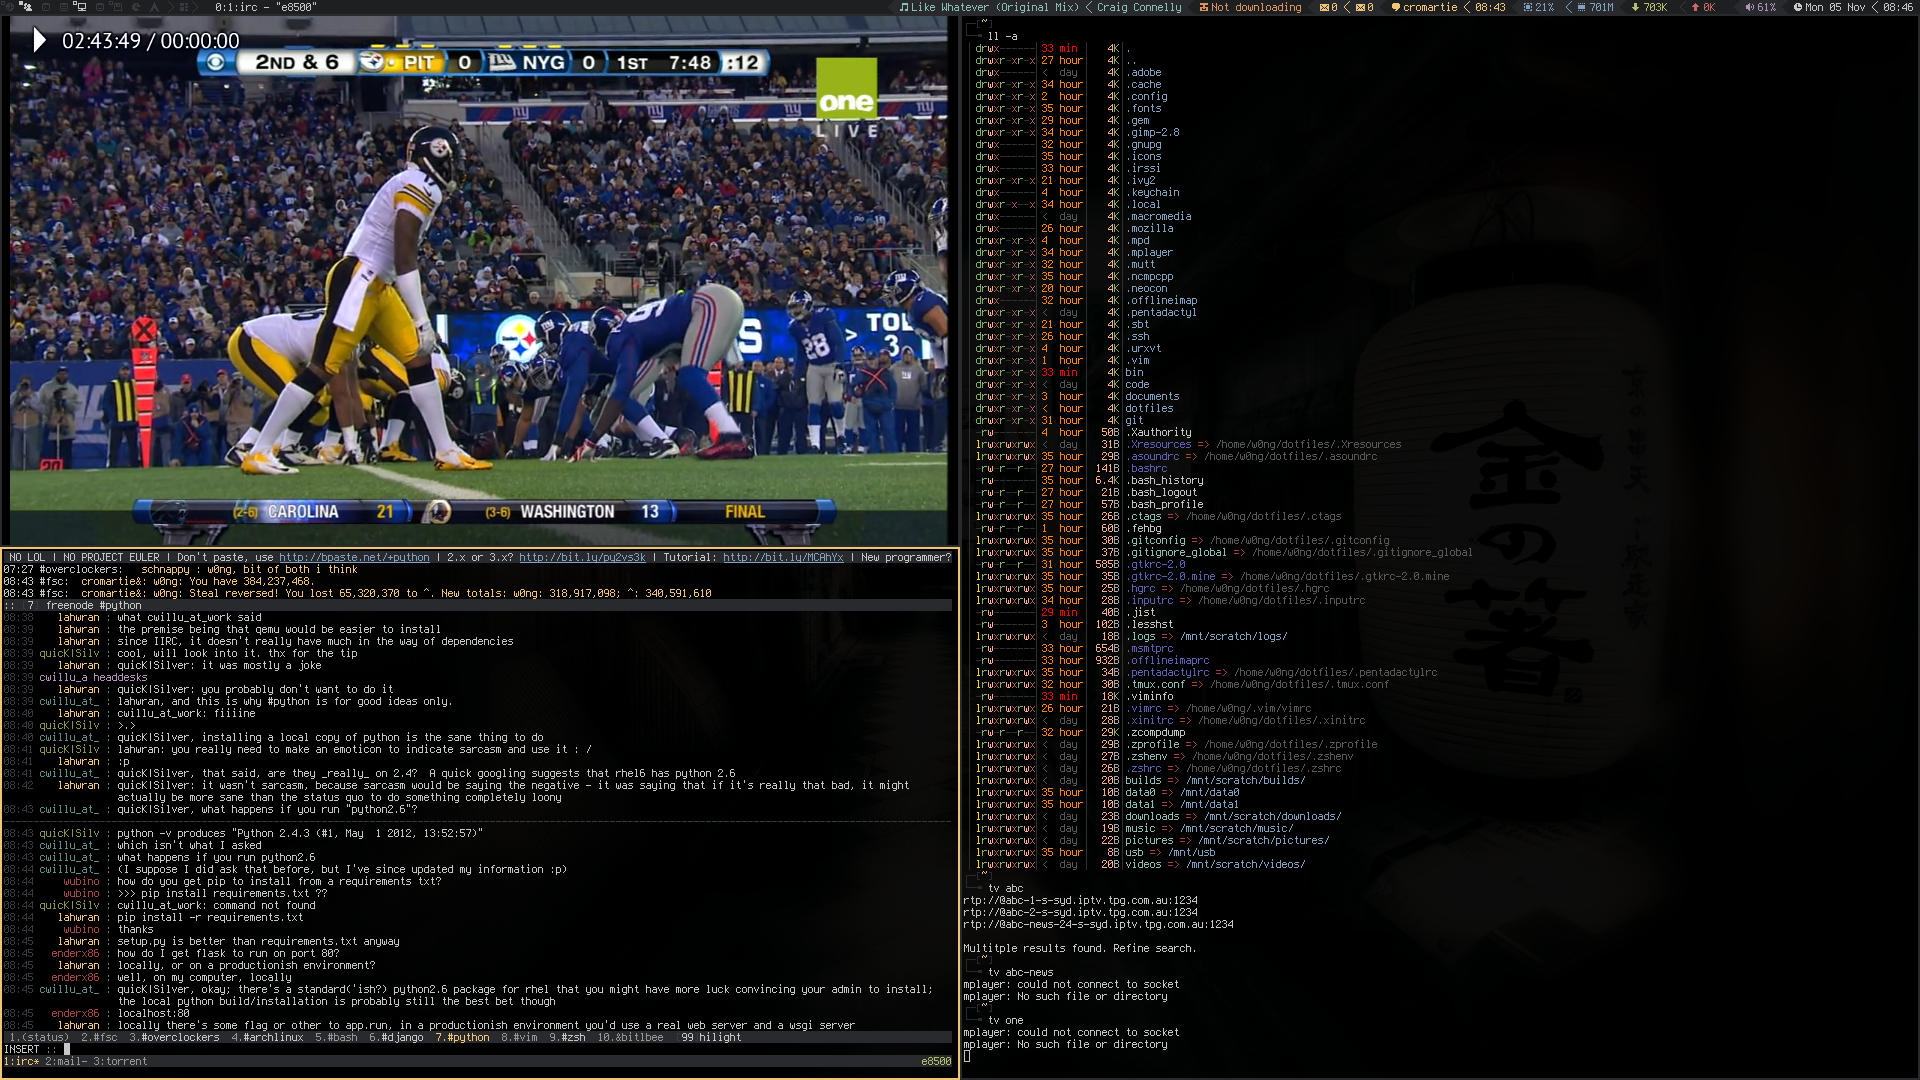 0:1:irc - "e8500"
Like Whatever (Original Mix) < Craig Connelly
Not downloading
0 < 0
cromartie < 08:43
21% < 701M
703K
0K
61%
Mon 05 Nov < 08:46
02:43:49 / 00:00:00
2ND & 6 PIT 0 NYG 0 1ST 7:48 :12
one
LIVE
28
> TOL
3
20
(2-6) CAROLINA 21 (3-6) WASHINGTON 13 FINAL
NO LOL | NO PROJECT EULER | Don't paste, use http://bpaste.net/+python | 2.x or 3.x? http://bit.ly/py2vs3k | Tutorial: http://bit.ly/MCAhYx | New programmer?
07:27 #overclockers: schnappy : w0ng, bit of both i think
08:43 #fsc: cromartie&: w0ng: You have 384,237,468.
08:43 #fsc: cromartie&: w0ng: Steal reversed! You lost 65,320,370 to ^. New totals: w0ng: 318,917,098; ^: 340,591,610
:: [7] freenode #python
08:38 lahwran : what cwillu_at_work said
08:39 lahwran : the premise being that qemu would be easier to install
08:39 lahwran : since IIRC, it doesn't really have much in the way of dependencies
08:39 quicK|Silv : cool, will look into it. thx for the tip
08:39 lahwran : quicK|Silver: it was mostly a joke
08:39 cwillu_a headdesks
08:39 lahwran : quicK|Silver: you probably don't want to do it
08:39 cwillu_at_ : lahwran, and this is why #python is for good ideas only.
08:40 lahwran : cwillu_at_work: fiiiine
08:40 quicK|Silv : >.>
08:40 cwillu_at_ : quicK|Silver, installing a local copy of python is the sane thing to do
08:41 quicK|Silv : lahwran: you really need to make an emoticon to indicate sarcasm and use it : /
08:41 lahwran : :p
08:41 cwillu_at_ : quicK|Silver, that said, are they _really_ on 2.4? A quick googling suggests that rhel6 has python 2.6
08:42 lahwran : quicK|Silver: it wasn't sarcasm, because sarcasm would be saying the negative - it was saying that if it's really that bad, it might
actually be more sane than the status quo to do something completely loony
08:43 cwillu_at_ : quicK|Silver, what happens if you run "python2.6"?
08:43 quicK|Silv : python -v produces "Python 2.4.3 (#1, May 1 2012, 13:52:57)"
08:43 cwillu_at_ : which isn't what I asked
08:43 cwillu_at_ : what happens if you run python2.6
08:44 cwillu_at_ : (I suppose I did ask that before, but I've since updated my information :p)
08:44 wubino : how do you get pip to install from a requirements txt?
08:44 wubino : >>> pip install requirements.txt ??
08:44 quicK|Silv : cwillu_at_work: command not found
08:44 lahwran : pip install -r requirements.txt
08:44 wubino : thanks
08:45 lahwran : setup.py is better than requirements.txt anyway
08:45 enderx86 : how do I get flask to run on port 80?
08:45 lahwran : locally, or on a productionish environment?
08:45 enderx86 : well, on my computer, locally
08:45 cwillu_at_ : quicK|Silver, okay; there's a standard('ish?) python2.6 package for rhel that you might have more luck convincing your admin to install;
the local python build/installation is probably still the best bet though
08:45 enderx86 : localhost:80
08:45 lahwran : locally there's some flag or other to app.run, in a productionish environment you'd use a real web server and a wsgi server
1.(status) 2.#fsc 3.#overclockers 4.#archlinux 5.#bash 6.#django 7.#python 8.#vim 9.#zsh 10.&bitlbee [99 hilight
INSERT ::
1:irc* 2:mail- 3:torrent e8500
[~]
ll -a
drwx------ 33 min 4K .
drwxr-xr-x 27 hour 4K ..
drwx------ < day 4K .adobe
drwxr-xr-x 34 hour 4K .cache
drwxr-xr-x 2 hour 4K .config
drwxr-xr-x 35 hour 4K .fonts
drwxr-xr-x 29 hour 4K .gem
drwxr-xr-x 34 hour 4K .gimp-2.8
drwx------ 32 hour 4K .gnupg
drwxr-xr-x 35 hour 4K .icons
drwx------ 33 hour 4K .irssi
drwxr-xr-x 21 hour 4K .ivy2
drwx------ 4 hour 4K .keychain
drwxr-x--x 34 hour 4K .local
drwx------ < day 4K .macromedia
drwx------ 26 hour 4K .mozilla
drwxr-xr-x 4 hour 4K .mpd
drwxr-xr-x 34 hour 4K .mplayer
drwxr-xr-x 32 hour 4K .mutt
drwxr-xr-x 35 hour 4K .ncmpcpp
drwxr-xr-x 20 hour 4K .neocon
drwx------ 32 hour 4K .offlineimap
drwxr-xr-x < day 4K .pentadactyl
drwxr-xr-x 21 hour 4K .sbt
drwx------ 26 hour 4K .ssh
drwxr-xr-x 4 hour 4K .urxvt
drwxr-xr-x 1 hour 4K .vim
drwxr-xr-x 33 min 4K bin
drwxr-xr-x < day 4K code
drwxr-xr-x 3 hour 4K documents
drwxr-xr-x < hour 4K dotfiles
drwxr-xr-x 31 hour 4K git
-rw------- 4 hour 50B .Xauthority
lrwxrwxrwx < day 31B .Xresources => /home/w0ng/dotfiles/.Xresources
lrwxrwxrwx 35 hour 29B .asoundrc => /home/w0ng/dotfiles/.asoundrc
-rw-r--r-- 27 hour 141B .bashrc
-rw------- 35 hour 6.4K .bash_history
-rw-r--r-- 27 hour 21B .bash_logout
-rw-r--r-- 27 hour 57B .bash_profile
lrwxrwxrwx 35 hour 26B .ctags => /home/w0ng/dotfiles/.ctags
-rw-r--r-- 1 hour 60B .fehbg
lrwxrwxrwx 35 hour 30B .gitconfig => /home/w0ng/dotfiles/.gitconfig
lrwxrwxrwx 35 hour 37B .gitignore_global => /home/w0ng/dotfiles/.gitignore_global
-rw-r--r-- 31 hour 585B .gtkrc-2.0
lrwxrwxrwx 35 hour 35B .gtkrc-2.0.mine => /home/w0ng/dotfiles/.gtkrc-2.0.mine
lrwxrwxrwx 35 hour 25B .hgrc => /home/w0ng/dotfiles/.hgrc
lrwxrwxrwx 34 hour 28B .inputrc => /home/w0ng/dotfiles/.inputrc
-rw------- 29 min 40B .jist
-rw------- 3 hour 102B .lesshst
lrwxrwxrwx < day 18B .logs => /mnt/scratch/logs/
-rw------- 33 hour 654B .msmtprc
-rw------- 33 hour 932B .offlineimaprc
lrwxrwxrwx 35 hour 34B .pentadactylrc => /home/w0ng/dotfiles/.pentadactylrc
lrwxrwxrwx 32 hour 30B .tmux.conf => /home/w0ng/dotfiles/.tmux.conf
-rw------- 33 min 18K .viminfo
lrwxrwxrwx 26 hour 21B .vimrc => /home/w0ng/.vim/vimrc
lrwxrwxrwx < day 28B .xinitrc => /home/w0ng/dotfiles/.xinitrc
-rw-r--r-- 32 hour 29K .zcompdump
lrwxrwxrwx < day 29B .zprofile => /home/w0ng/dotfiles/.zprofile
lrwxrwxrwx < day 27B .zshenv => /home/w0ng/dotfiles/.zshenv
lrwxrwxrwx < day 26B .zshrc => /home/w0ng/dotfiles/.zshrc
lrwxrwxrwx < day 20B builds => /mnt/scratch/builds/
lrwxrwxrwx 35 hour 10B data0 => /mnt/data0
lrwxrwxrwx 35 hour 10B data1 => /mnt/data1
lrwxrwxrwx < day 23B downloads => /mnt/scratch/downloads/
lrwxrwxrwx < day 19B music => /mnt/scratch/music/
lrwxrwxrwx < day 22B pictures => /mnt/scratch/pictures/
lrwxrwxrwx 35 hour 8B usb => /mnt/usb
lrwxrwxrwx < day 20B videos => /mnt/scratch/videos/
[~]
tv abc
rtp://@abc-1-s-syd.iptv.tpg.com.au:1234
rtp://@abc-2-s-syd.iptv.tpg.com.au:1234
rtp://@abc-news-24-s-syd.iptv.tpg.com.au:1234
Multitple results found. Refine search.
[~]
tv abc-news
mplayer: could not connect to socket
mplayer: No such file or directory
[~]
tv one
mplayer: could not connect to socket
mplayer: No such file or directory
金の箸